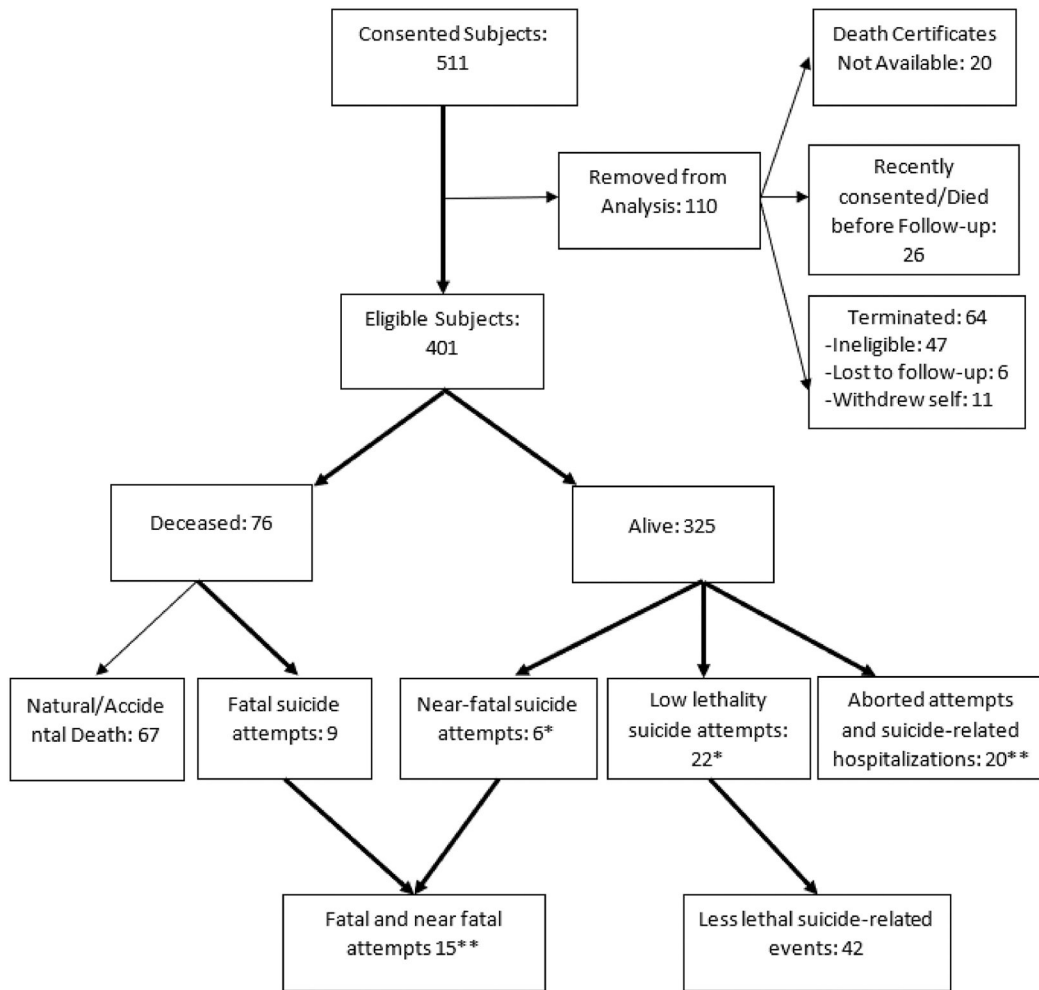 Consented Subjects:
511
Death Certificates
Not Available: 20
Removed from
Analysis: 110
Recently
consented/Died
before Follow-up:
26
Eligible Subjects:
401
Terminated: 64
-Ineligible: 47
-Lost to follow-up: 6
-Withdrew self: 11
Deceased: 76
Alive: 325
Natural/Accide
ntal Death: 67
Fatal suicide
attempts: 9
Near-fatal suicide
attempts: 6*
Low lethality
suicide attempts:
22*
Aborted attempts
and suicide-related
hospitalizations: 20**
Fatal and near fatal
attempts 15**
Less lethal suicide-related
events: 42